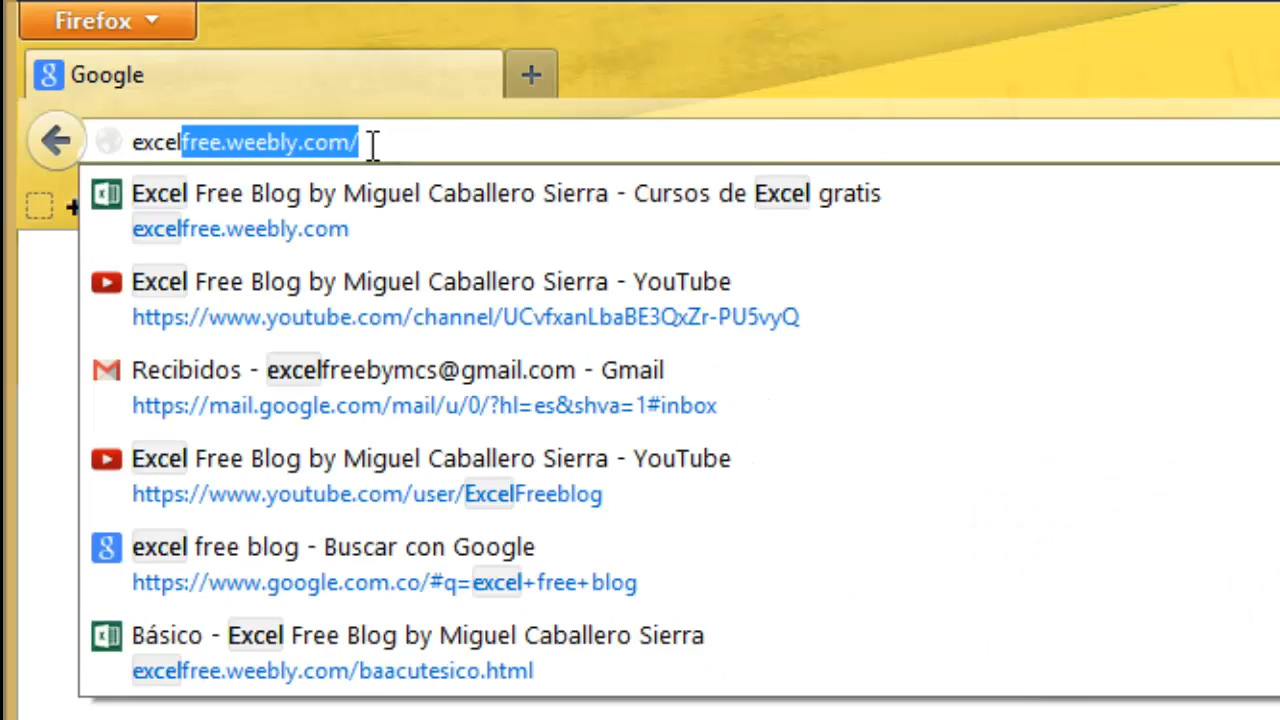 Firefox
Google
excelfree.weebly.com/
Excel Free Blog by Miguel Caballero Sierra - Cursos de Excel gratis
excelfree.weebly.com
Excel Free Blog by Miguel Caballero Sierra - YouTube
https://www.youtube.com/channel/UCvfxanLbaBE3QxZr-PU5vyQ
Recibidos - excelfreebymcs@gmail.com - Gmail
https://mail.google.com/mail/u/0/?hl=es&shva=1#inbox
Excel Free Blog by Miguel Caballero Sierra - YouTube
https://www.youtube.com/user/ExcelFreeblog
excel free blog - Buscar con Google
https://www.google.com.co/#q=excel+free+blog
Básico - Excel Free Blog by Miguel Caballero Sierra
excelfree.weebly.com/baacutesico.html